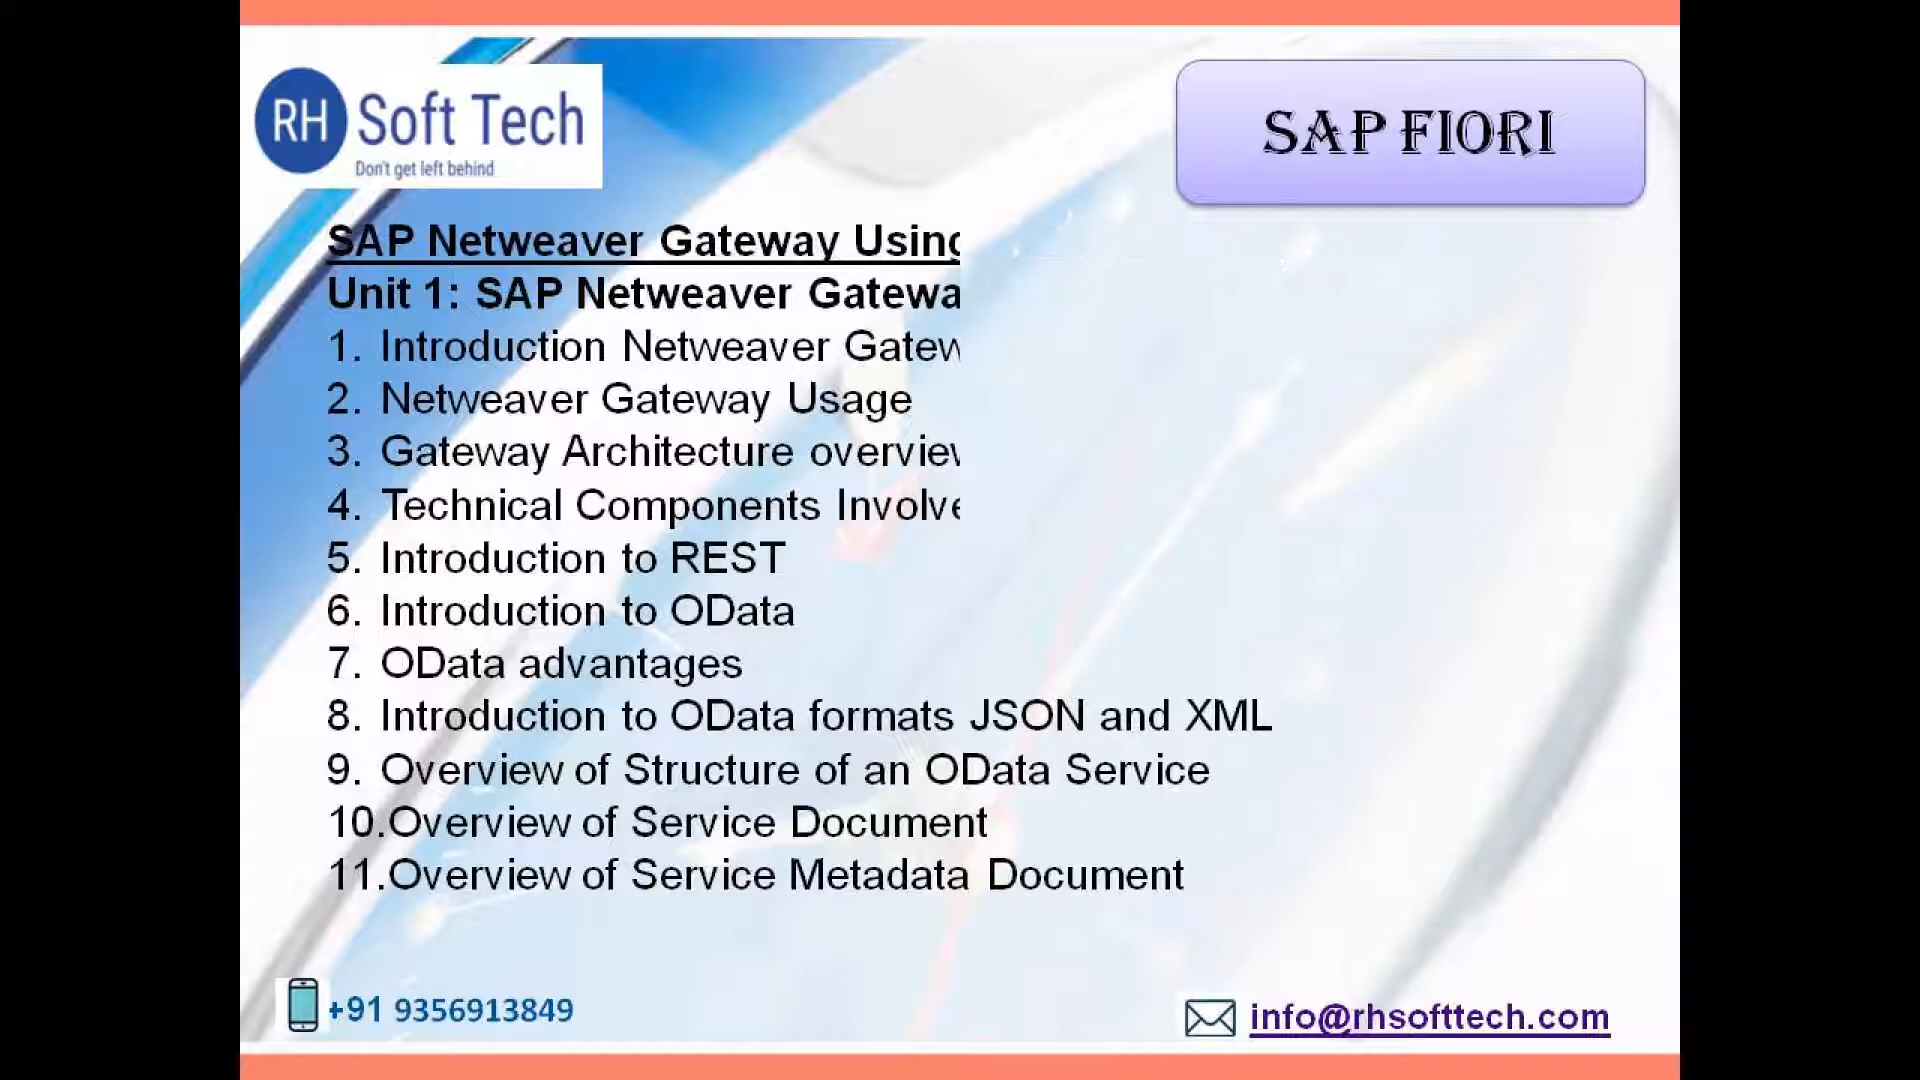 RH Soft Tech
Don't get left behind
SAP FIORI
SAP Netweaver Gateway Using
Unit 1: SAP Netweaver Gatewa
1. Introduction Netweaver Gatew
2. Netweaver Gateway Usage
3. Gateway Architecture overview
4. Technical Components Involve
5. Introduction to REST
6. Introduction to OData
7. OData advantages
8. Introduction to OData formats JSON and XML
9. Overview of Structure of an OData Service
10.Overview of Service Document
11.Overview of Service Metadata Document
+91 9356913849
info@rhsofttech.com